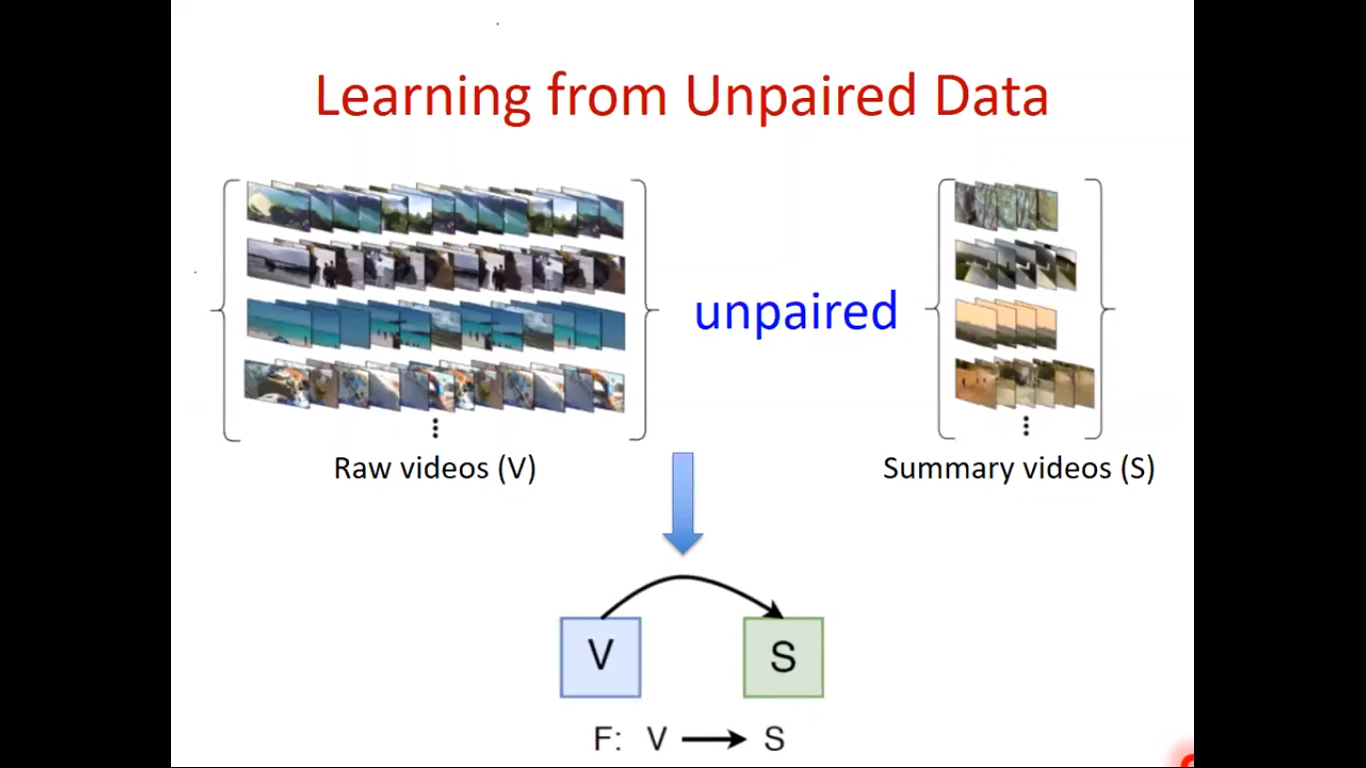 Learning from Unpaired Data
unpaired
Raw videos (V)
Summary videos (S)
V
S
F: V → S